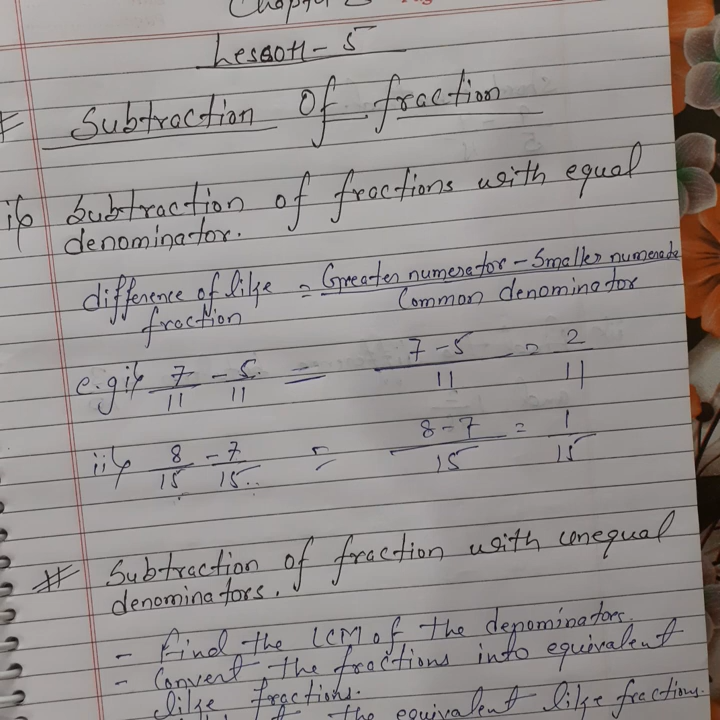 Chapter
Lesson-5
# Subtraction Of fraction
i) Subtraction of fractions with equal
denominator.
difference of like fraction = Greater numerator - Smaller numerato / Common denominator
e.g i) 7/11 - 5/11 = 7-5/11 = 2/11
ii) 8/15 - 7/15 = 8-7/15 = 1/15
# Subtraction of fraction with unequal
denominators.
- Find the LCM of the denominators.
- Convert the fractions into equivalent
like fractions.
the equivalent like fractions.